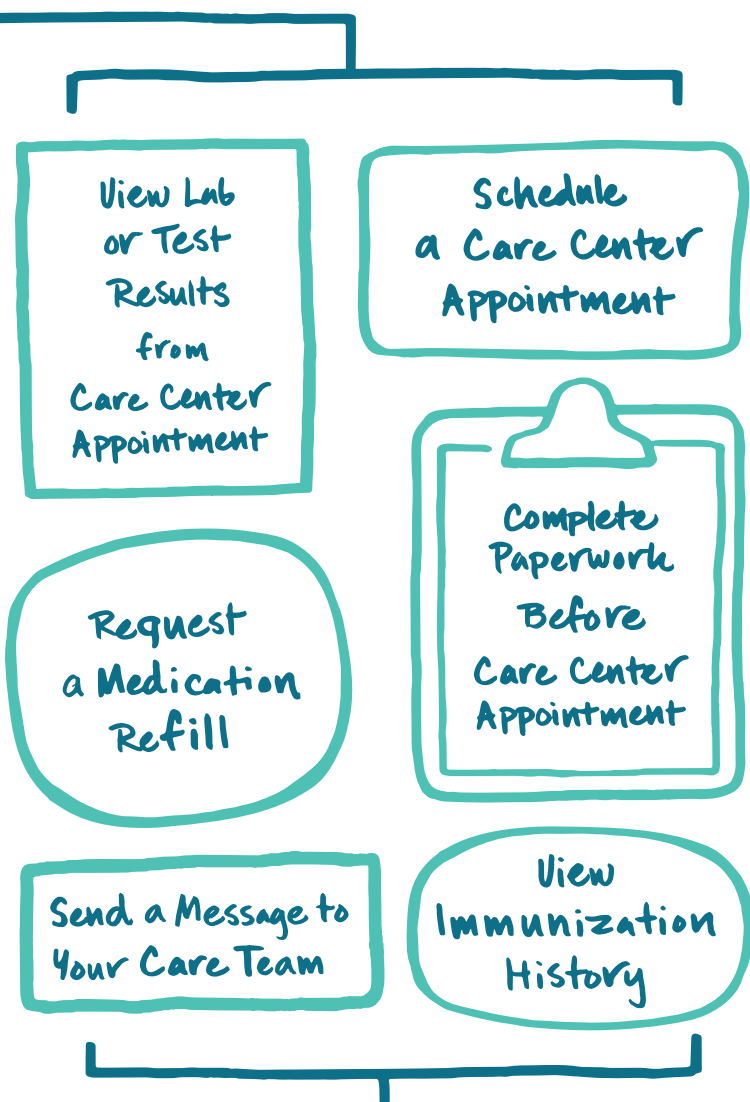 View Lab
or Test
Results
from
Care Center
Appointment
Schedule
a Care Center
Appointment
Complete
Paperwork
Before
Care Center
Appointment
Request
a Medication
Refill
Send a Message to
Your Care Team
View
Immunization
History